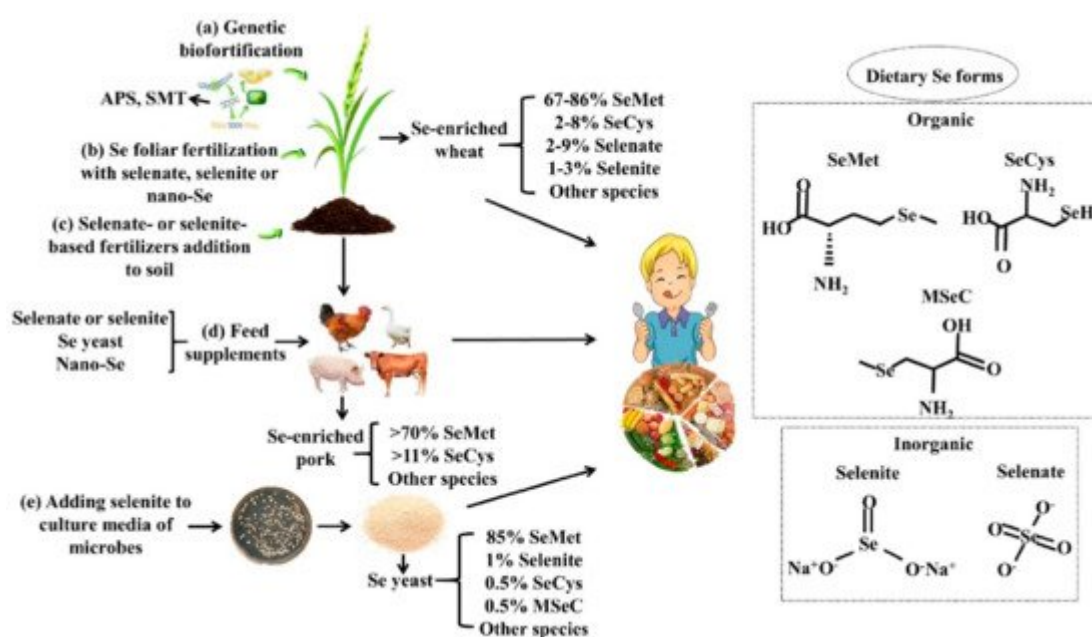 (a) Genetic
biofortification
APS, SMT
(b) Se foliar fertilization
with selenate, selenite or
nano-Se
(c) Selenate- or selenite-
based fertilizers addition
to soil
Se-enriched
wheat
67-86% SeMet
2-8% SeCys
2-9% Selenate
1-3% Selenite
Other species
Selenate or selenite
Se yeast
Nano-Se
(d) Feed
supplements
Se-enriched
pork
>70% SeMet
>11% SeCys
Other species
(e) Adding selenite to
culture media of
microbes
Se yeast
85% SeMet
1% Selenite
0.5% SeCys
0.5% MSeC
Other species
Dietary Se forms
Organic
SeMet
O
HO
Se
NH₂
SeCys
NH₂
HO
SeH
O
MSeC
OH
Se
O
NH₂
Inorganic
Selenite
O
Se
Na⁺O⁻
O⁻Na⁺
Selenate
O⁻
O
Se
O
O⁻